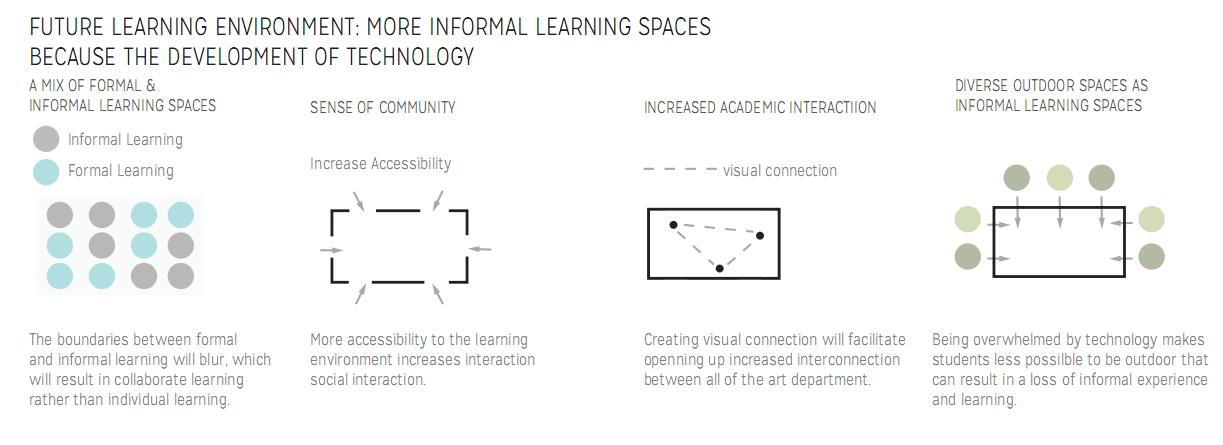 FUTURE LEARNING ENVIRONMENT: MORE INFORMAL LEARNING SPACES
BECAUSE THE DEVELOPMENT OF TECHNOLOGY
A MIX OF FORMAL &
INFORMAL LEARNING SPACES
Informal Learning
Formal Learning
The boundaries between formal
and informal learning will blur, which
will result in collaborate learning
rather than individual learning.
SENSE OF COMMUNITY
Increase Accessibility
More accessibility to the learning
environment increases interaction
social interaction.
INCREASED ACADEMIC INTERACTIION
visual connection
Creating visual connection will facilitate
openning up increased interconnection
between all of the art department.
DIVERSE OUTDOOR SPACES AS
INFORMAL LEARNING SPACES
Being overwhelmed by technology makes
students less possilble to be outdoor that
can result in a loss of informal experience
and learning.